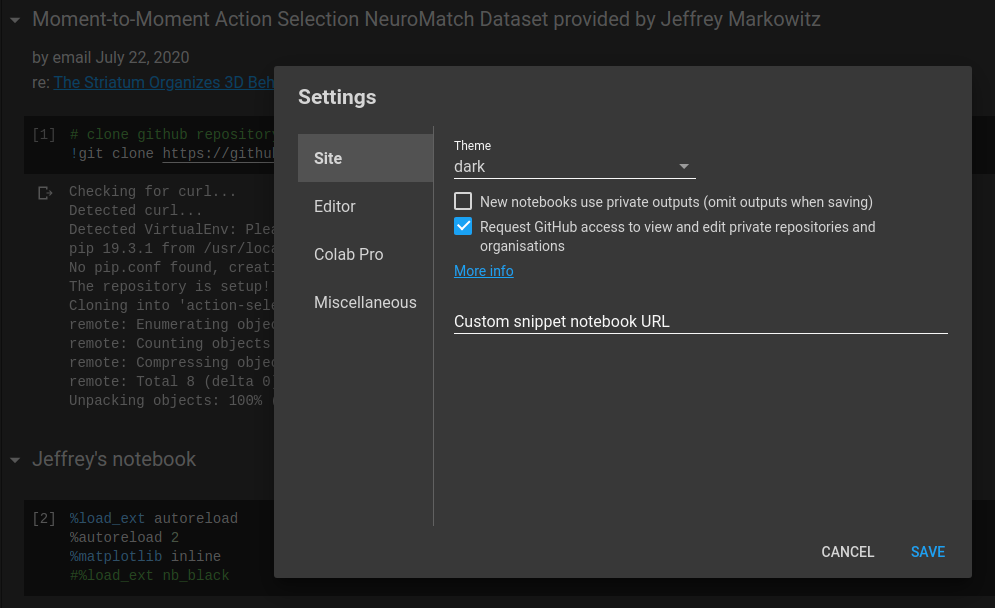 Moment-to-Moment Action Selection NeuroMatch Dataset provided by Jeffrey Markowitz
by email July 22, 2020
re: The Striatum Organizes 3D Beh
[1] # clone github repository
!git clone https://githu
Checking for curl...
Detected curl...
Detected VirtualEnv: Plea
pip 19.3.1 from /usr/loca
No pip.conf found, creati
The repository is setup!
Cloning into 'action-sele
remote: Enumerating objec
remote: Counting objects
remote: Compressing objec
remote: Total 8 (delta 0
Unpacking objects: 100% (
Jeffrey's notebook
[2] %load_ext autoreload
%autoreload 2
%matplotlib inline
#%load_ext nb_black
Settings
Site
Editor
Colab Pro
Miscellaneous
Theme
dark
New notebooks use private outputs (omit outputs when saving)
Request GitHub access to view and edit private repositories and
organisations
More info
Custom snippet notebook URL
CANCEL SAVE